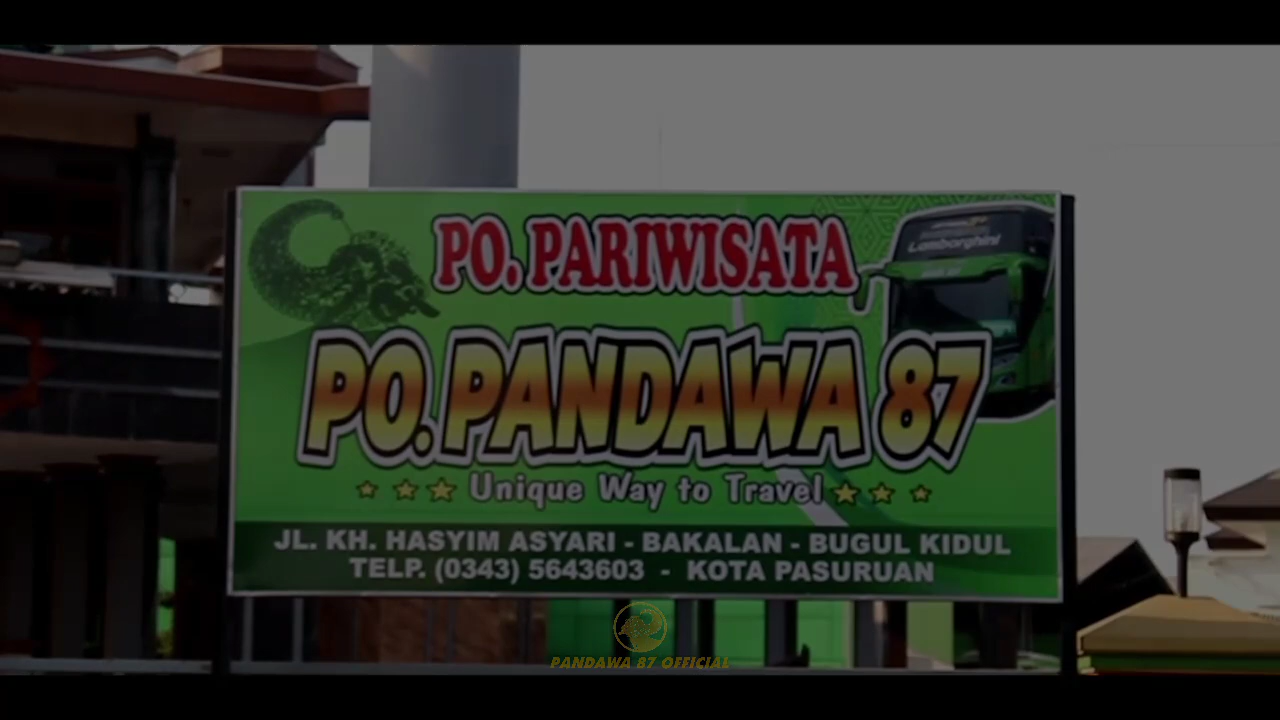 PO. PARIWISATA
Lamborghini
PO. PANDAWA 87
Unique Way to Travel
JL. KH. HASYIM ASYARI - BAKALAN - BUGUL KIDUL
TELP. (0343) 5643603 - KOTA PASURUAN
PANDAWA 87 OFFICIAL